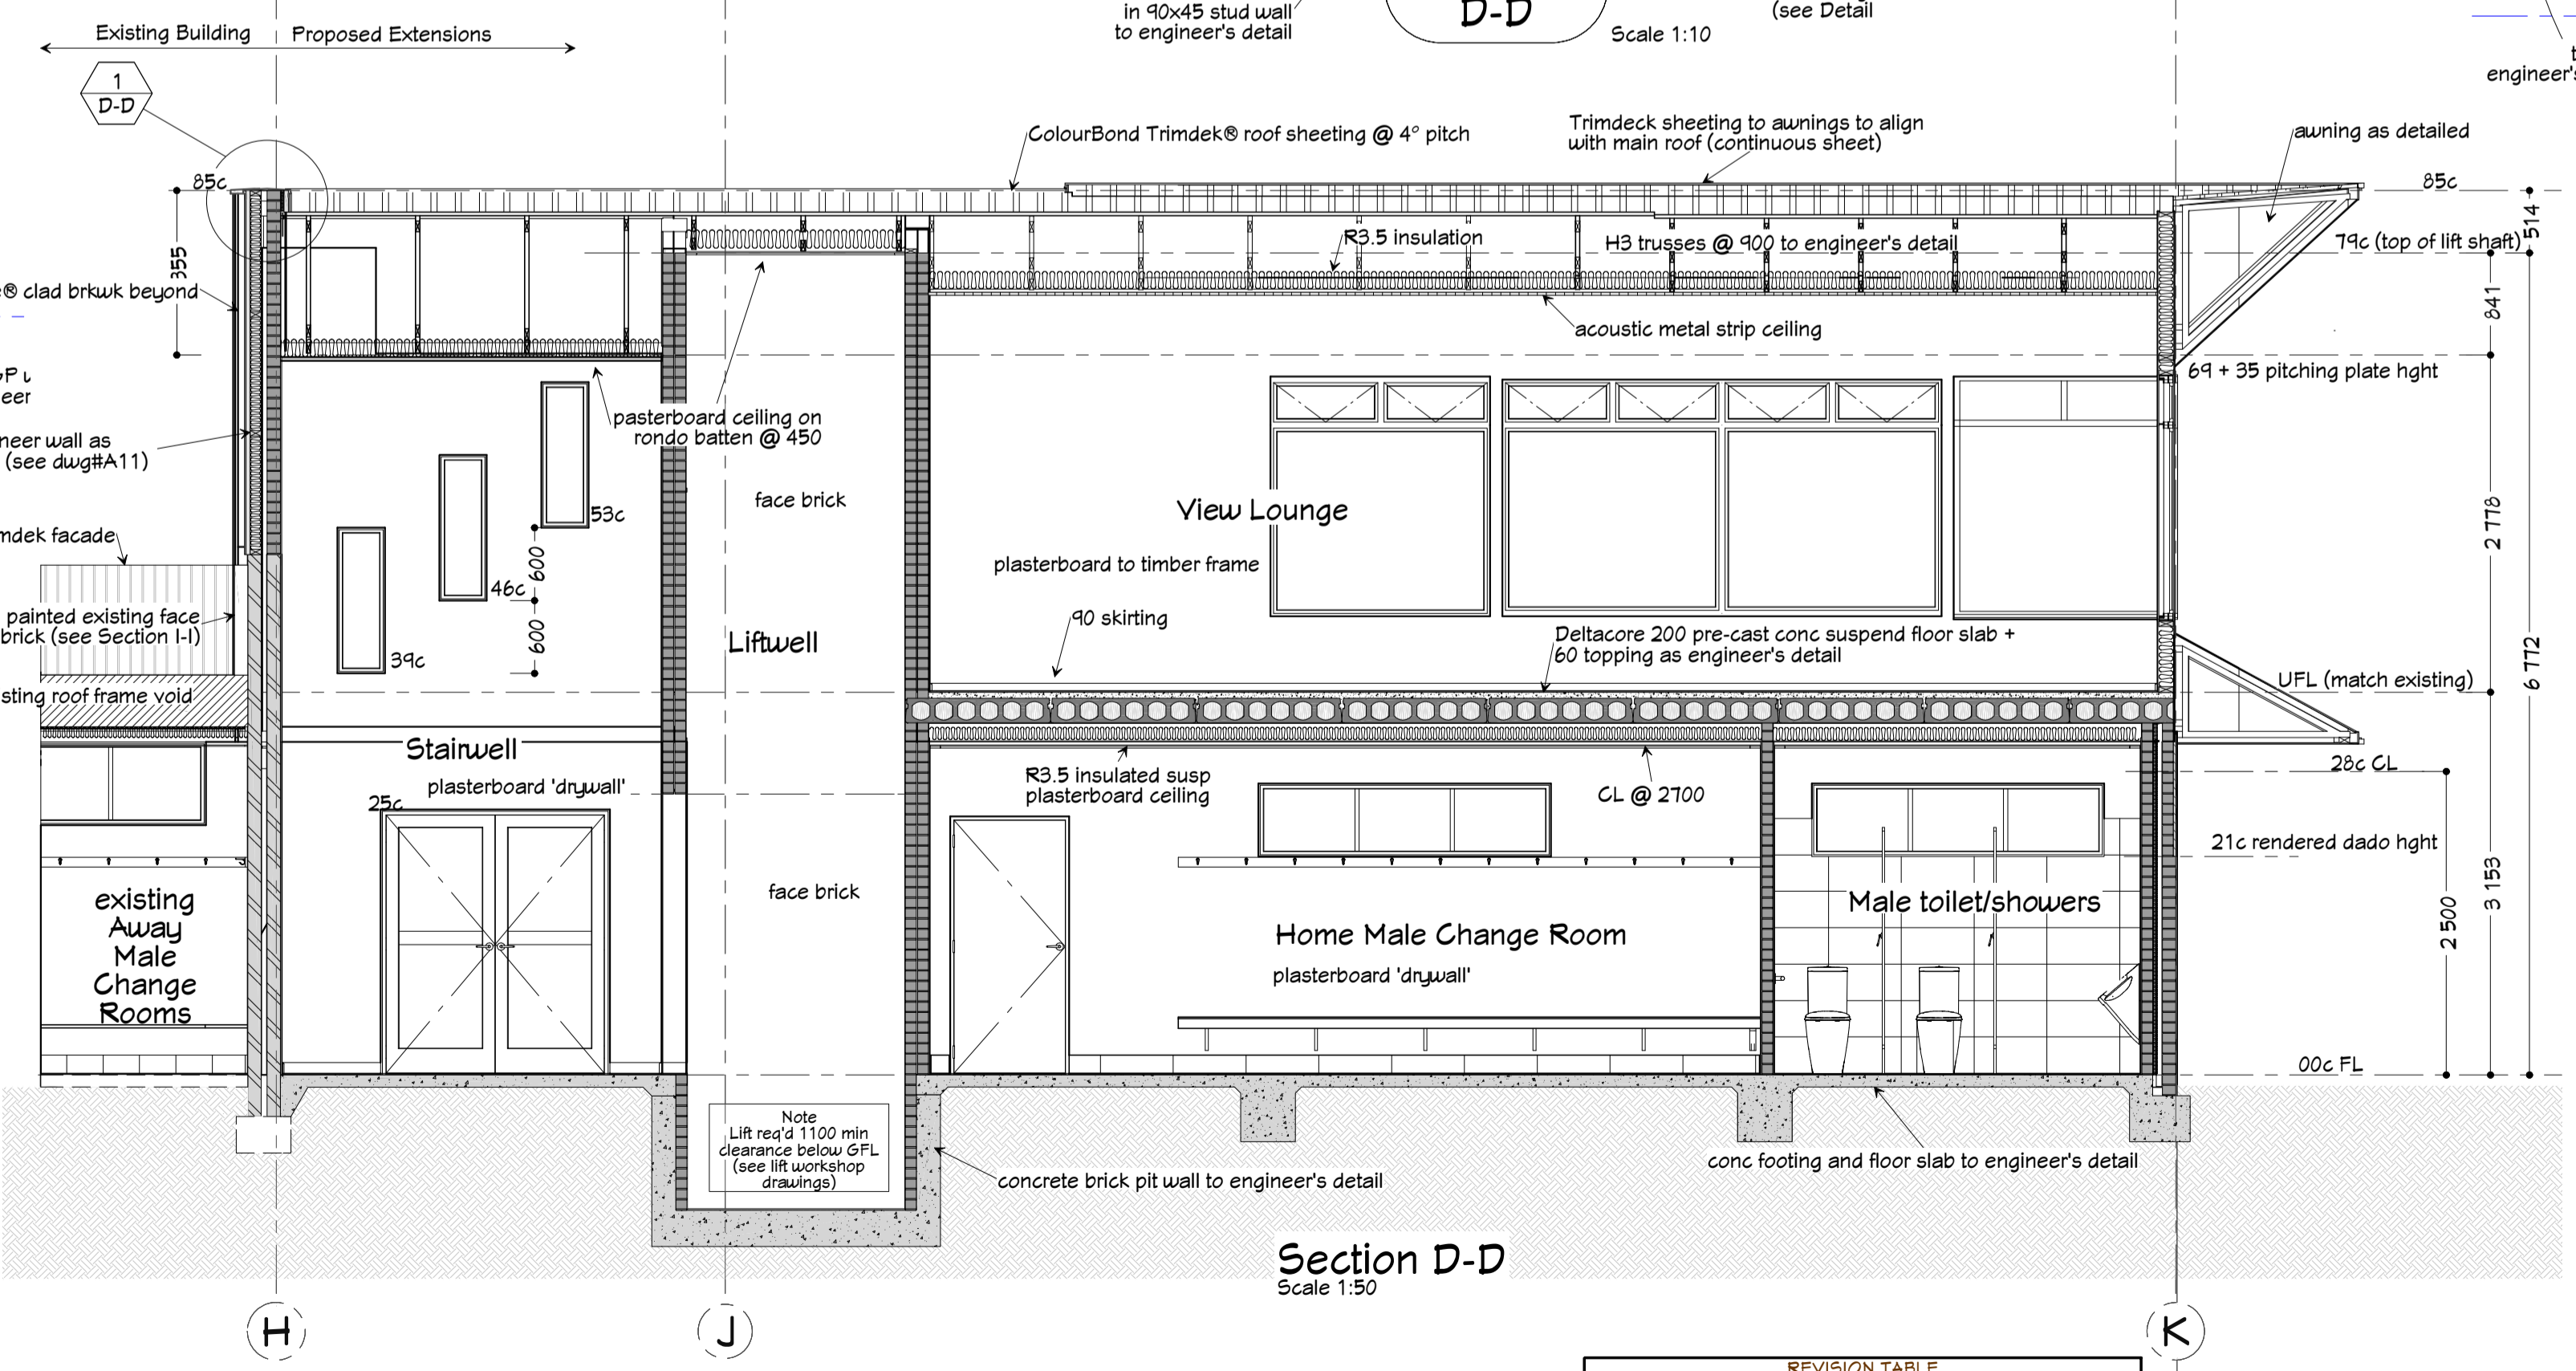 in 90x45 stud wall
to engineer's detail
D-D
Scale 1:10
(see Detail
engineer's
Existing Building
Proposed Extensions
1
D-D
ColourBond Trimdek® roof sheeting @ 4° pitch
Trimdeck sheeting to awnings to align
with main roof (continuous sheet)
awning as detailed
85c
85c
514
355
R3.5 insulation
H3 trusses @ 900 to engineer's detail
79c (top of lift shaft)
® clad brkwk beyond
841
acoustic metal strip ceiling
69 + 35 pitching plate hght
pasterboard ceiling on
rondo batten @ 450
neer wall as
(see dwg#A11)
face brick
View Lounge
53c
mdek facade
600
2 778
plasterboard to timber frame
46c
painted existing face
brick (see Section I-I)
90 skirting
600
Liftwell
Deltacore 200 pre-cast conc suspend floor slab +
60 topping as engineer's detail
6 772
39c
sting roof frame void
UFL (match existing)
Stairwell
plasterboard 'drywall'
R3.5 insulated susp
plasterboard ceiling
CL @ 2700
28c CL
25c
21c rendered dado hght
face brick
existing
Away
Male
Change
Rooms
Home Male Change Room
plasterboard 'drywall'
Male toilet/showers
3 153
2 500
00c FL
Note
Lift req'd 1100 min
clearance below GFL
(see lift workshop
drawings)
concrete brick pit wall to engineer's detail
conc footing and floor slab to engineer's detail
Section D-D
Scale 1:50
H
J
K
REVISION TABLE